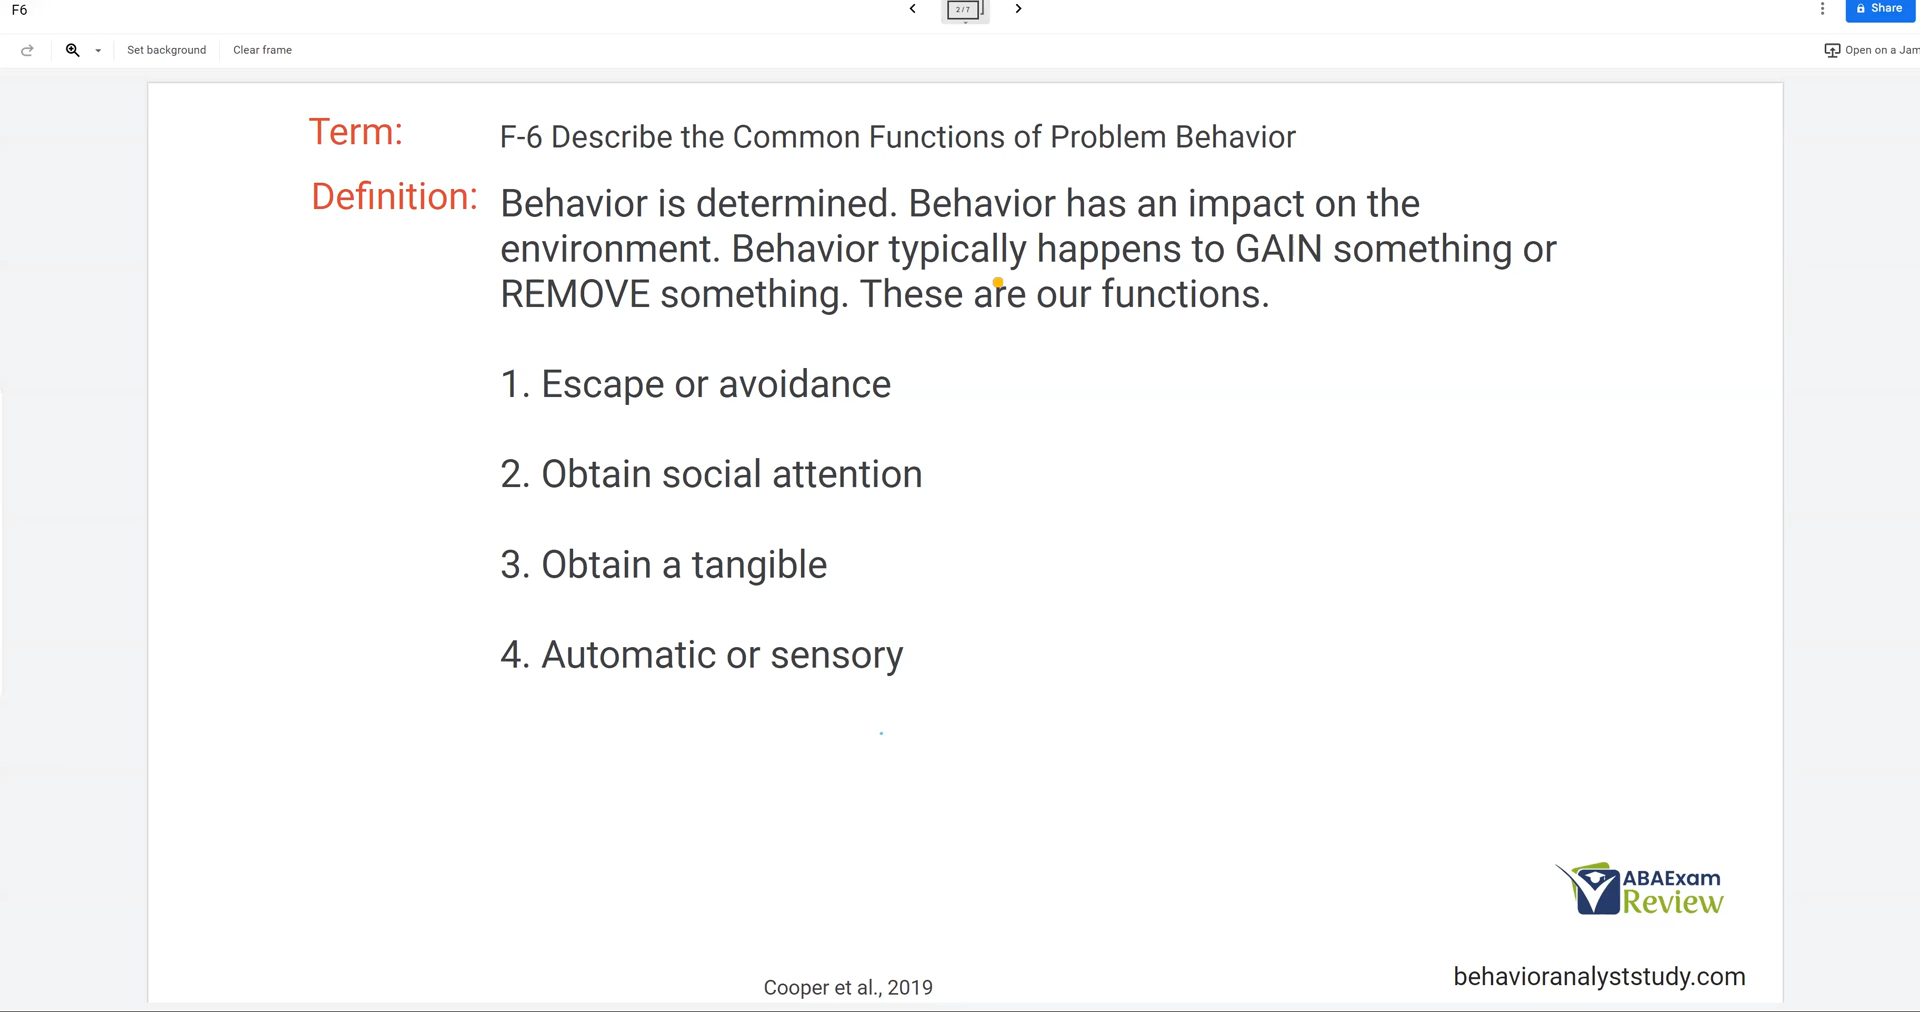 F6
2 / 7
Share
Set background
Clear frame
Open on a Jam
Term:
F-6 Describe the Common Functions of Problem Behavior
Definition:
Behavior is determined. Behavior has an impact on the
environment. Behavior typically happens to GAIN something or
REMOVE something. These are our functions.
1. Escape or avoidance
2. Obtain social attention
3. Obtain a tangible
4. Automatic or sensory
ABAExam
Review
behavioranalyststudy.com
Cooper et al., 2019